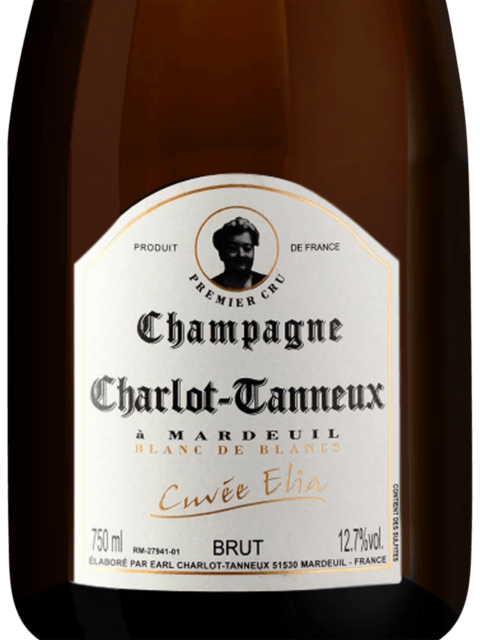 PRODUIT DE FRANCE
PREMIER CRU
Champagne
Charlot-Tanneux
à MARDEUIL
BLANC DE BLANCS
Cuvée Elia
750 ml RM-27941-01 BRUT 12.7%vol.
ÉLABORÉ PAR EARL CHARLOT-TANNEUX 51530 MARDEUIL - FRANCE
CONTIENT DES SULFITES